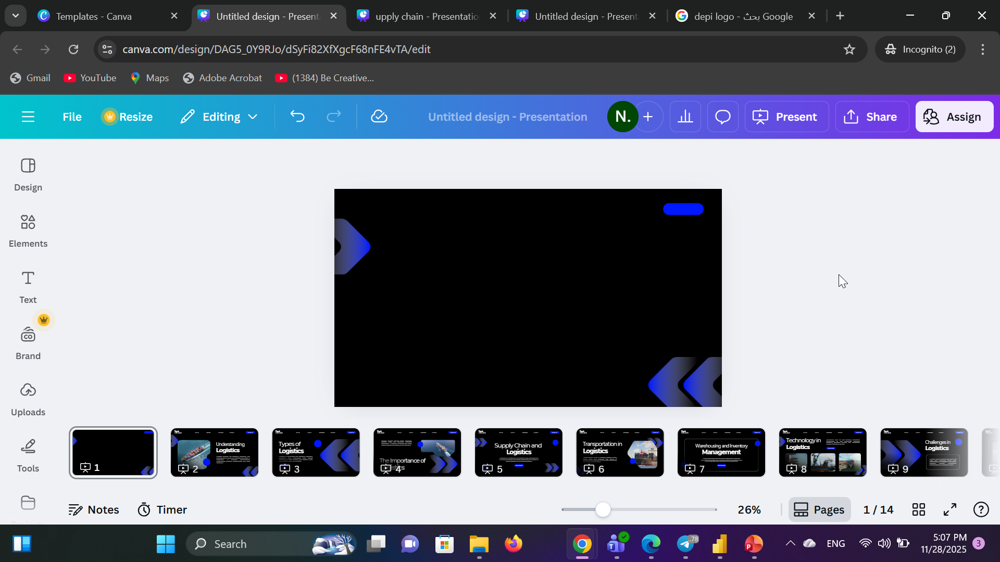 Templates - Canva
Untitled design - Present
upply chain - Presentatio
Untitled design - Present
depi logo - بحث Google
canva.com/design/DAG5_0Y9RJo/dSyFi82XfXgcF68nFE4vTA/edit
Incognito (2)
Gmail
YouTube
Maps
Adobe Acrobat
(1384) Be Creative...
File
Resize
Editing
Untitled design - Presentation
N.
Present
Share
Assign
Design
Elements
Text
Brand
Uploads
Tools
1
2
Understanding
Logistics
3
Types of
Logistics
4
The Importance of
5
Supply Chain and
Logistics
6
Transportation in
Logistics
7
Warehousing and Inventory
Management
8
Technology in
Logistics
9
Challenges in
Logistics
Notes
Timer
26%
Pages
1 / 14
Search
.78
ENG
5:07 PM
11/28/2025
3